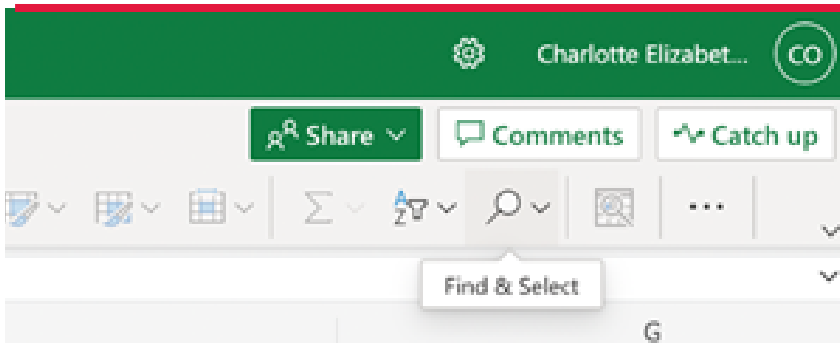 Charlotte Elizabet... CO
Share Comments Catch up
Find & Select
G